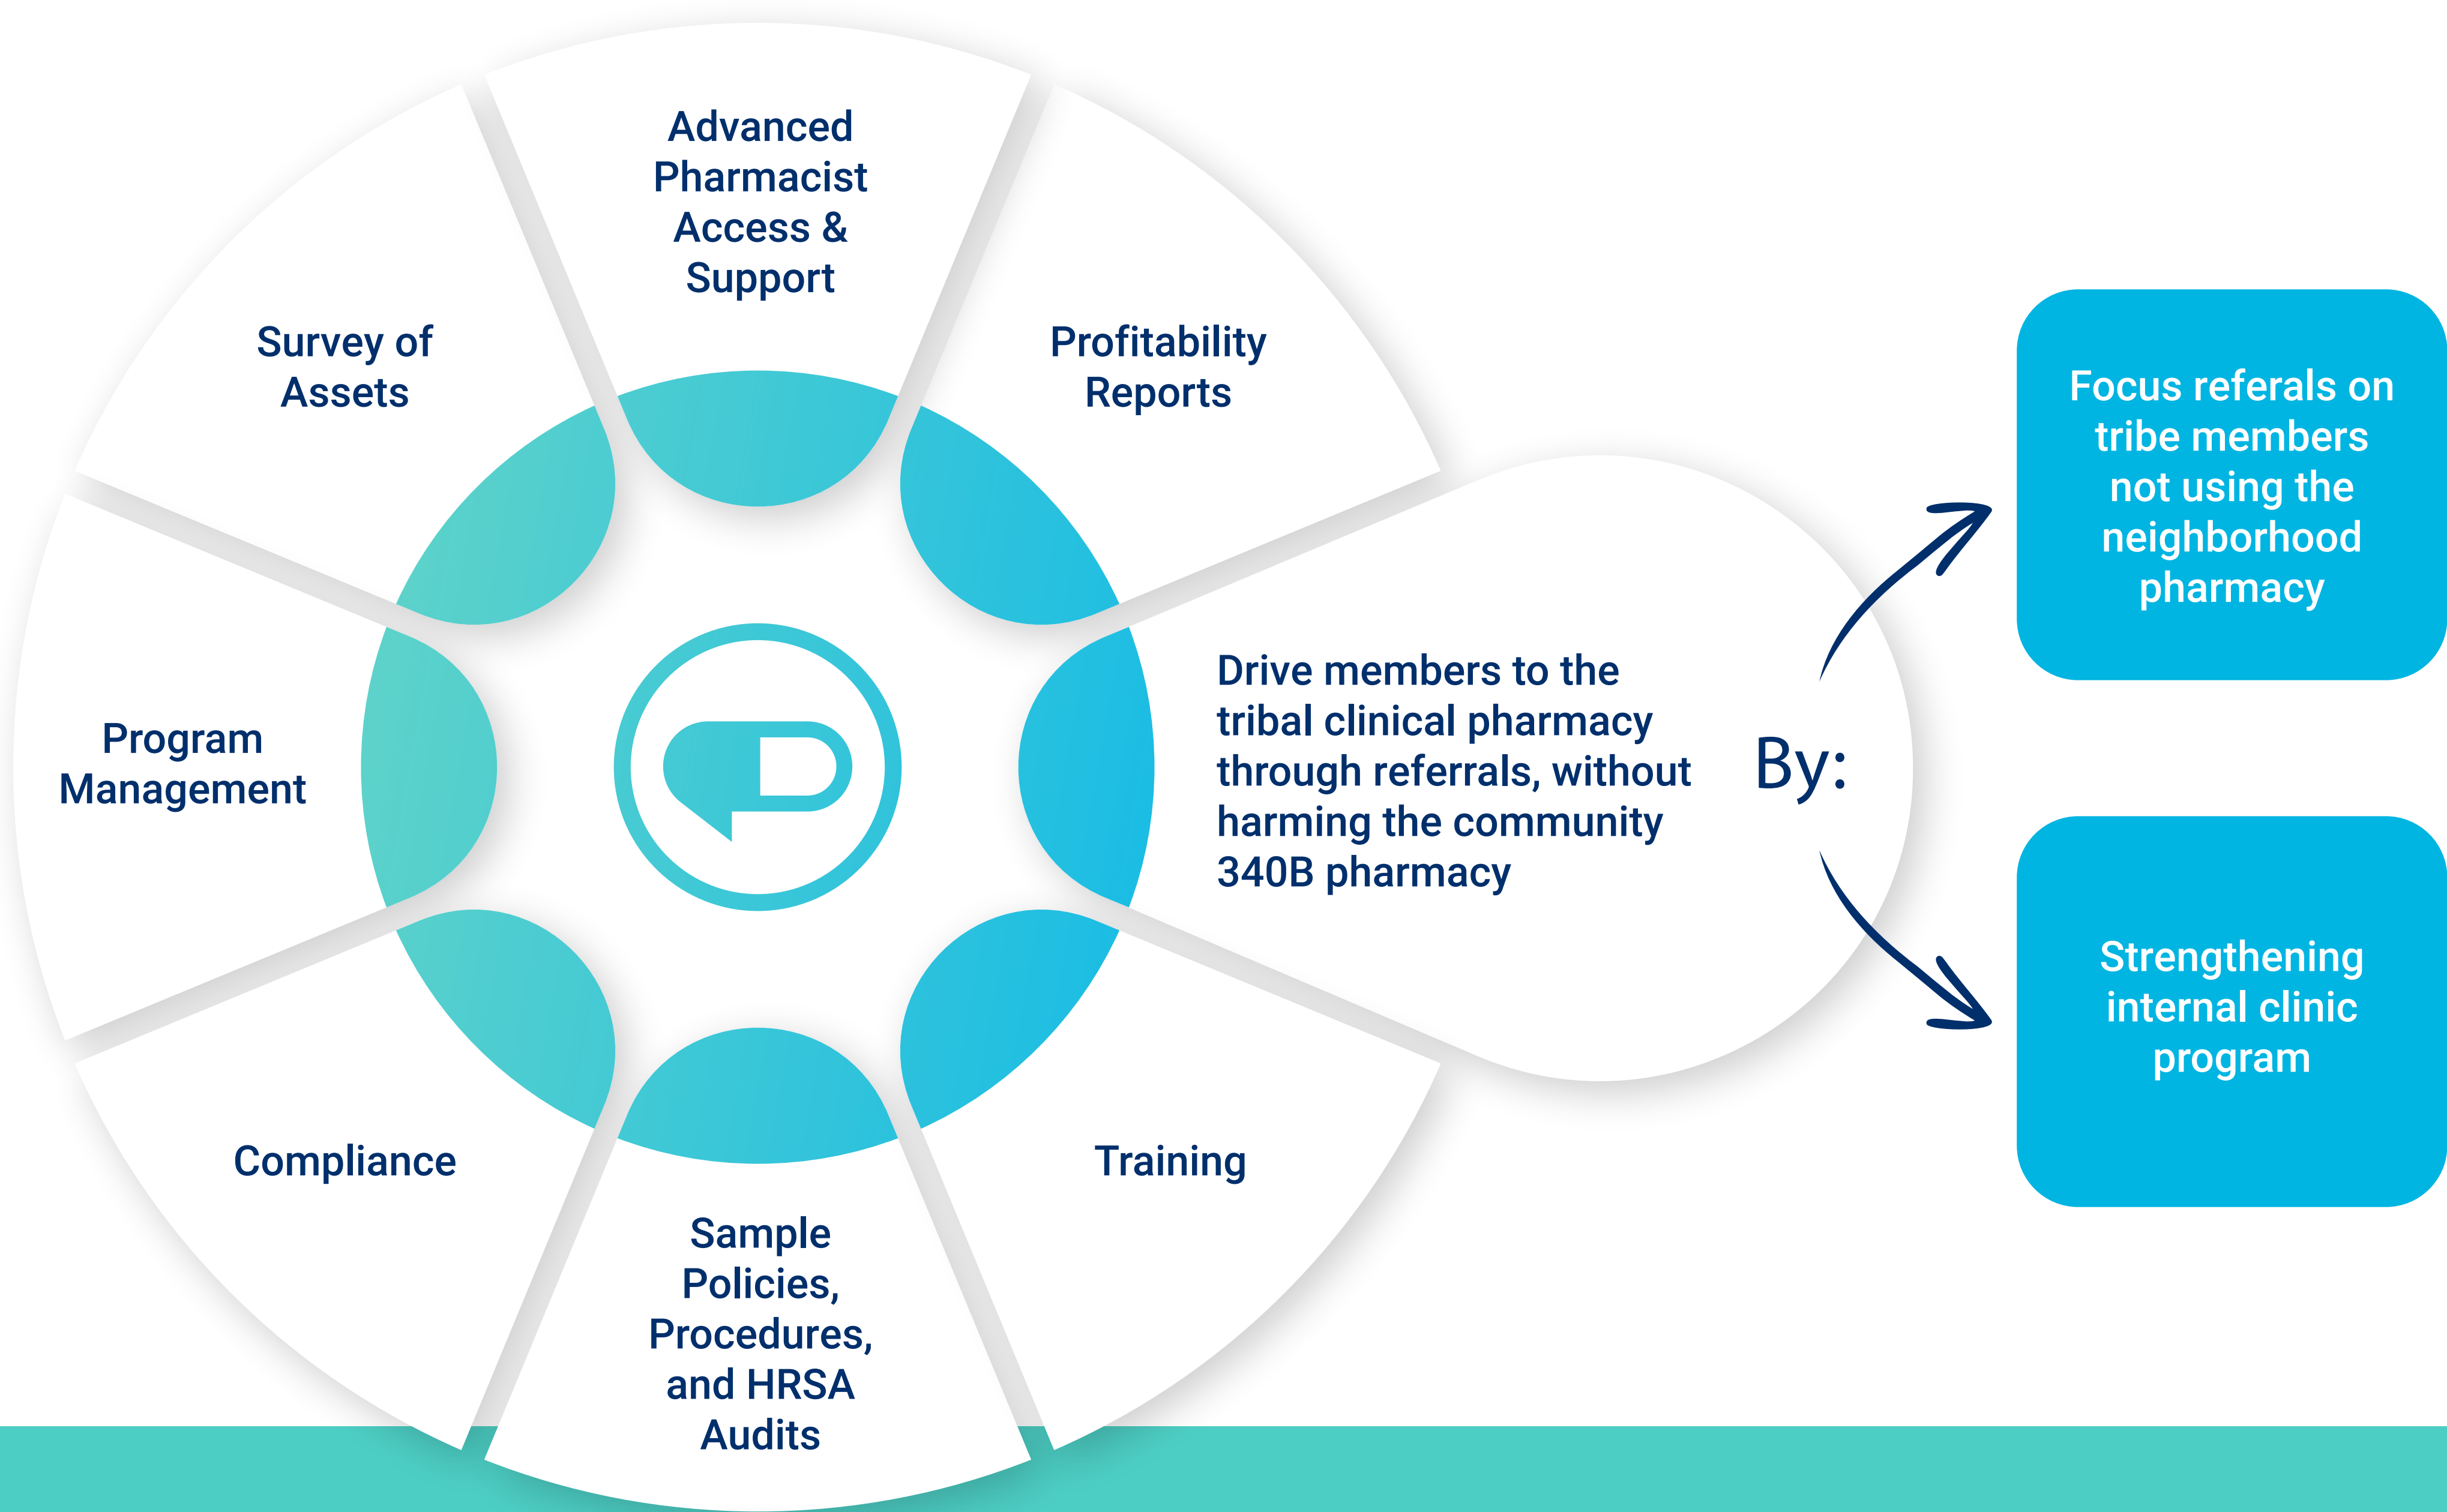 Advanced
Pharmacist
Access &
Support
Profitability
Reports
Drive members to the
tribal clinical pharmacy
through referrals, without
harming the community
340B pharmacy
By:
Focus referals on
tribe members
not using the
neighborhood
pharmacy
Strengthening
internal clinic
program
Training
Sample
Policies,
Procedures,
and HRSA
Audits
Compliance
Program
Management
Survey of
Assets